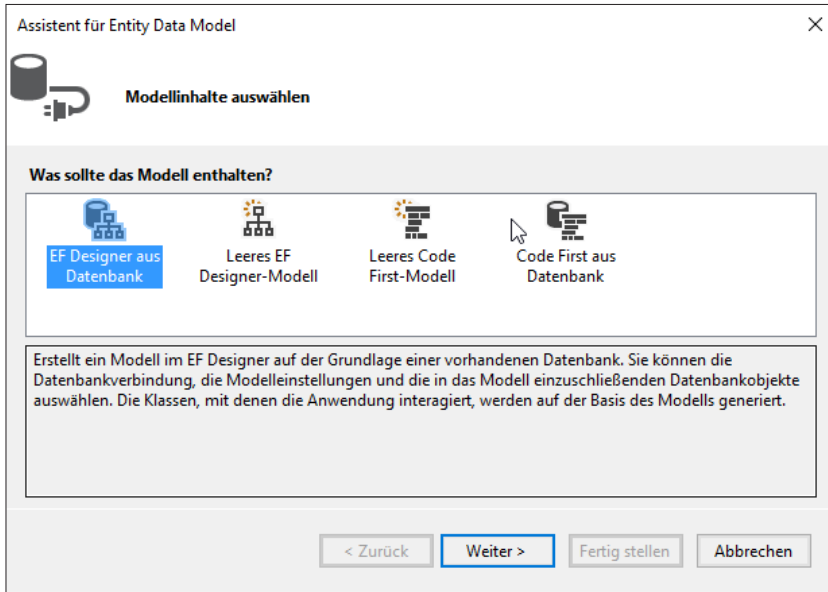 Assistent für Entity Data Model
Modellinhalte auswählen
Was sollte das Modell enthalten?
EF Designer aus
Datenbank
Leeres EF
Designer-Modell
Leeres Code
First-Modell
Code First aus
Datenbank
Erstellt ein Modell im EF Designer auf der Grundlage einer vorhandenen Datenbank. Sie können die
Datenbankverbindung, die Modelleinstellungen und die in das Modell einzuschließenden Datenbankobjekte
auswählen. Die Klassen, mit denen die Anwendung interagiert, werden auf der Basis des Modells generiert.
< Zurück
Weiter >
Fertig stellen
Abbrechen